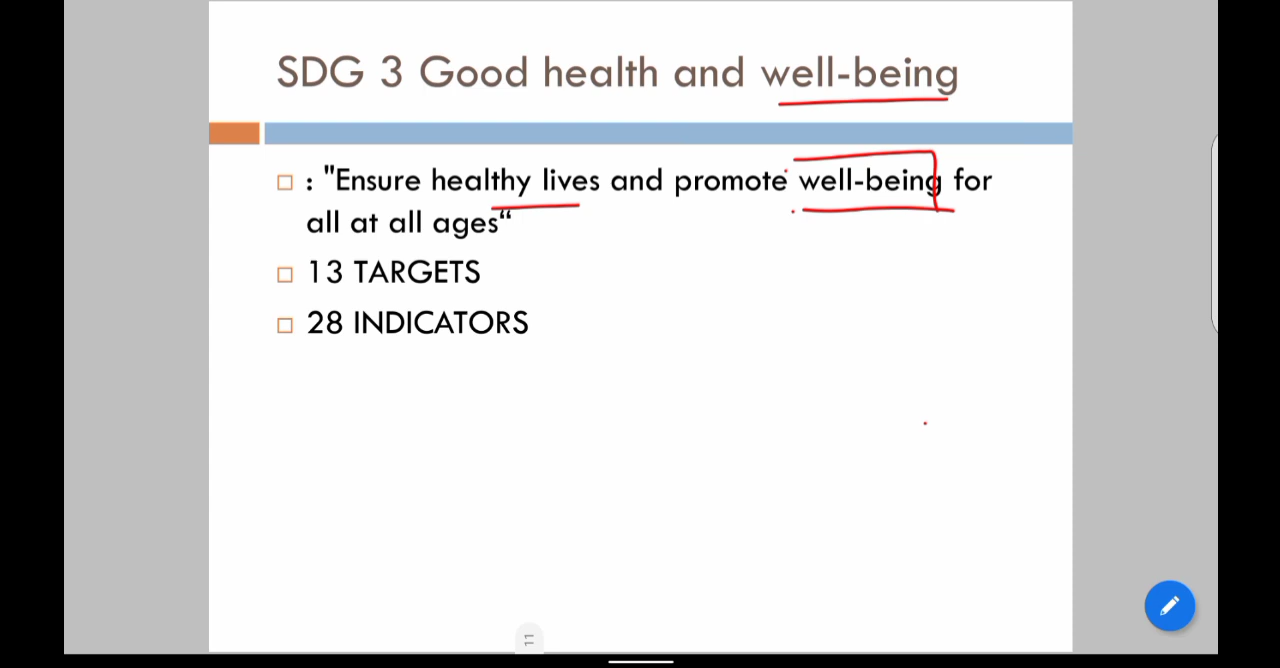 SDG 3 Good health and well-being
: "Ensure healthy lives and promote well-being for
all at all ages“
13 TARGETS
28 INDICATORS
11